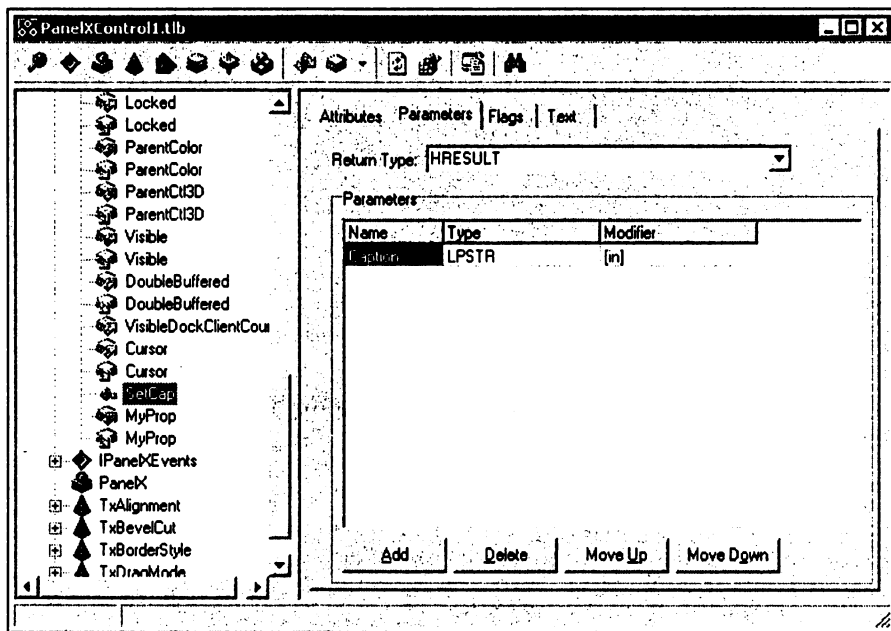 PanelXControl1.tlb
Locked
Locked
ParentColor
ParentColor
ParentCtl3D
ParentCtl3D
Visible
Visible
DoubleBuffered
DoubleBuffered
VisibleDockClientCour
Cursor
Cursor
SetCap
MyProp
MyProp
IPanelXEvents
PanelX
TxAlignment
TxBevelCut
TxBorderStyle
TxDragMode
Attributes Parameters Flags Text
Return Type: HRESULT
Parameters
Name Type Modifier
Caption LPSTR [in]
Add Delete Move Up Move Down